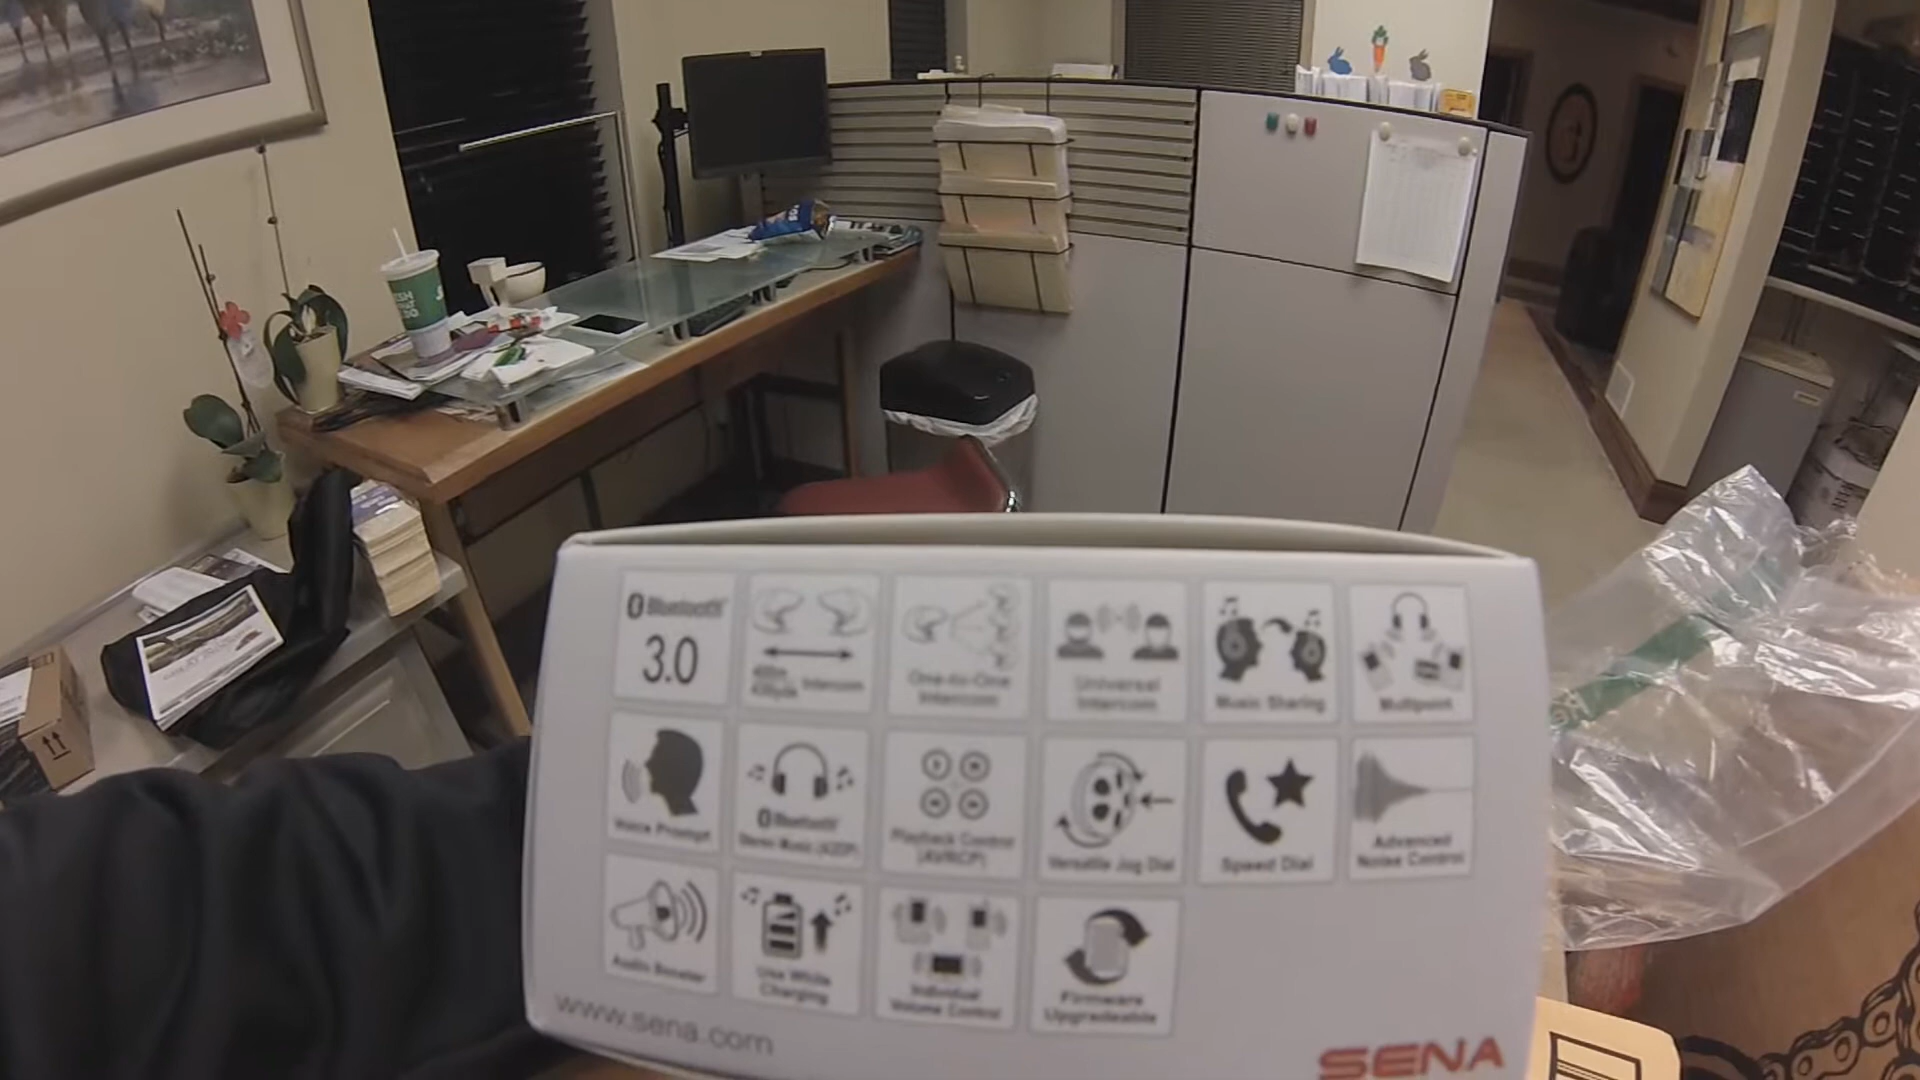 Bluetooth
3.0
Intercom
One-to-One
Intercom
Universal
Intercom
Music Sharing
Multipoint
Voice Prompt
Bluetooth
Stereo Music (A2DP)
Playback Control
(AVRCP)
Versatile Jog Dial
Speed Dial
Advanced
Noise Control
Audio Booster
Use While
Charging
Individual
Volume Control
Firmware
Upgradeable
www.sena.com
SENA